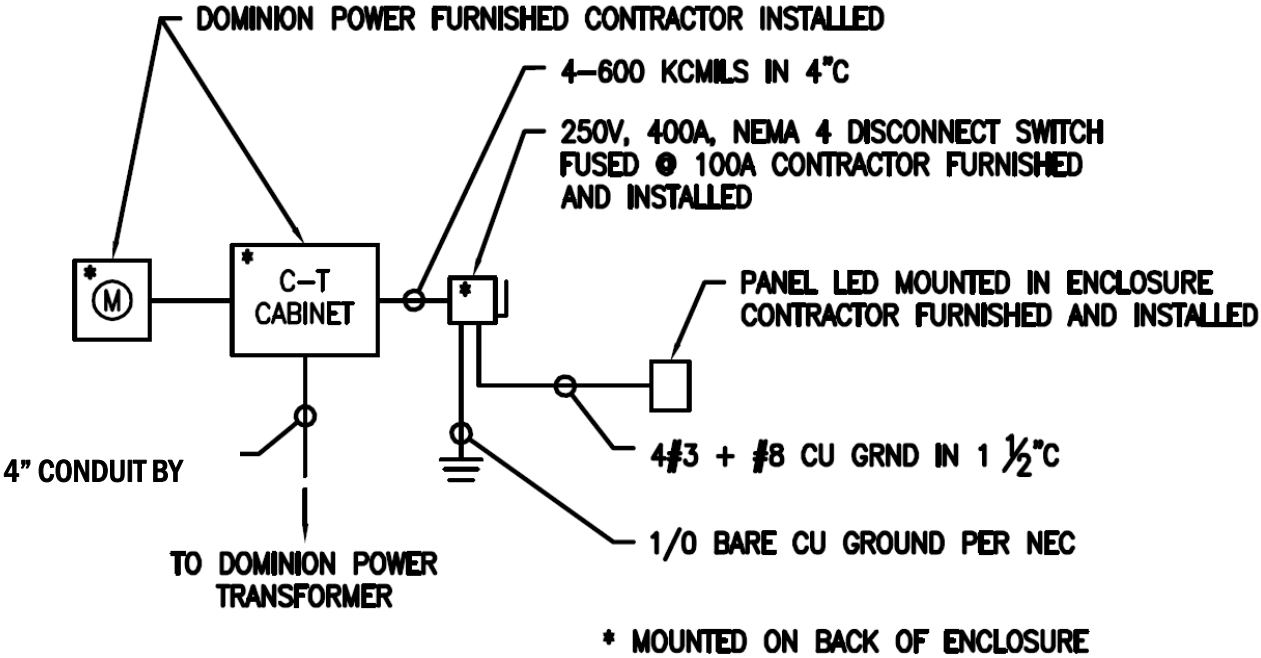 DOMINION POWER FURNISHED CONTRACTOR INSTALLED
4-600 KCMILS IN 4"C
250V, 400A, NEMA 4 DISCONNECT SWITCH
FUSED @ 100A CONTRACTOR FURNISHED
AND INSTALLED
*
M
*
C-T
CABINET
*
PANEL LED MOUNTED IN ENCLOSURE
CONTRACTOR FURNISHED AND INSTALLED
4#3 + #8 CU GRND IN 1 1/2"C
4" CONDUIT BY
1/0 BARE CU GROUND PER NEC
TO DOMINION POWER
TRANSFORMER
* MOUNTED ON BACK OF ENCLOSURE